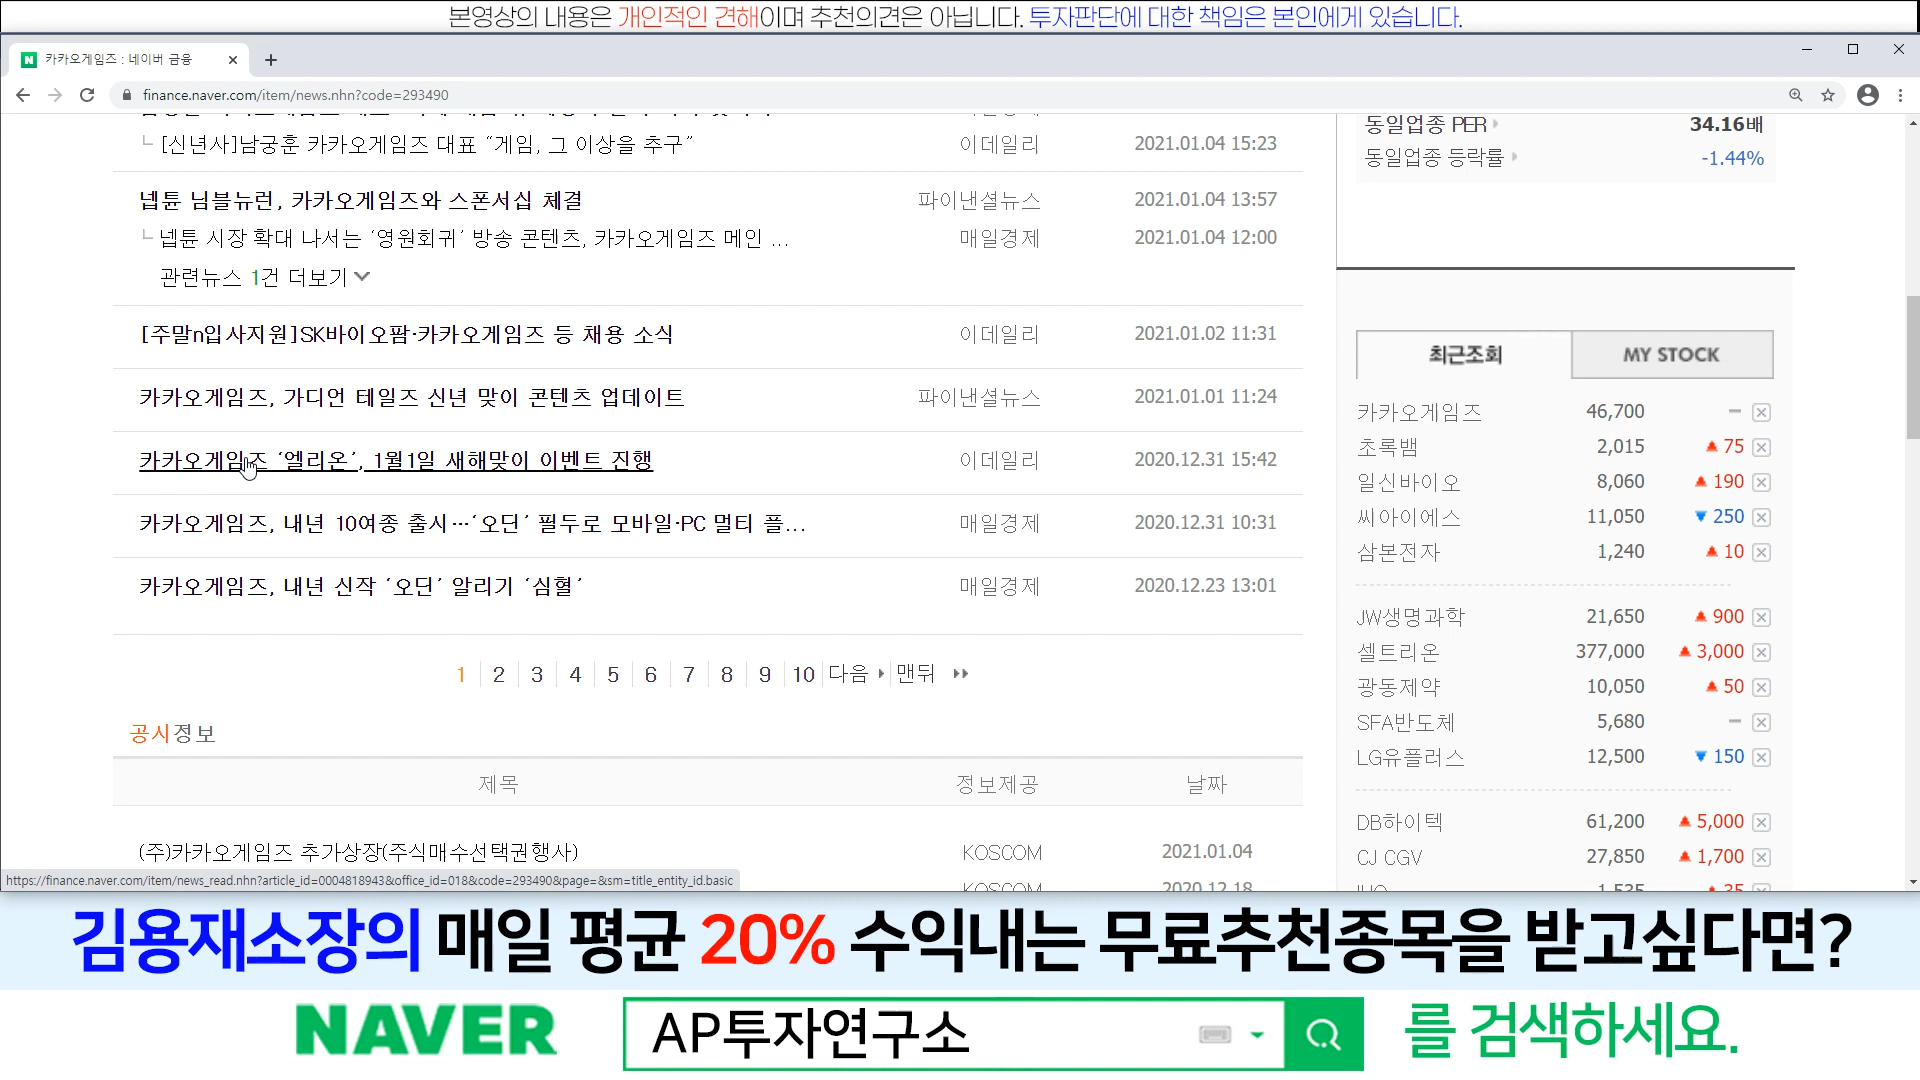 본영상의 내용은 개인적인 견해이며 추천의견은 아닙니다. 투자판단에 대한 책임은 본인에게 있습니다.
카카오게임즈 : 네이버 금융
finance.naver.com/item/news.nhn?code=293490
[신년사]남궁훈 카카오게임즈 대표 “게임, 그 이상을 추구” 이데일리 2021.01.04 15:23
넵튠 님블뉴런, 카카오게임즈와 스폰서십 체결 파이낸셜뉴스 2021.01.04 13:57
넵튠 시장 확대 나서는 ‘영원회귀’ 방송 콘텐츠, 카카오게임즈 메인 ... 매일경제 2021.01.04 12:00
관련뉴스 1건 더보기
[주말n입사지원]SK바이오팜·카카오게임즈 등 채용 소식 이데일리 2021.01.02 11:31
카카오게임즈, 가디언 테일즈 신년 맞이 콘텐츠 업데이트 파이낸셜뉴스 2021.01.01 11:24
카카오게임즈 ‘엘리온’, 1월1일 새해맞이 이벤트 진행 이데일리 2020.12.31 15:42
카카오게임즈, 내년 10여종 출시…‘오딘’ 필두로 모바일·PC 멀티 플... 매일경제 2020.12.31 10:31
카카오게임즈, 내년 신작 ‘오딘’ 알리기 ‘심혈’ 매일경제 2020.12.23 13:01
1 2 3 4 5 6 7 8 9 10 다음 맨뒤
공시정보
제목 정보제공 날짜
(주)카카오게임즈 추가상장(주식매수선택권행사) KOSCOM 2021.01.04
KOSCOM 2020.12.18
https://finance.naver.com/item/news_read.nhn?article_id=0004818943&office_id=018&code=293490&page=&sm=title_entity_id.basic
동일업종 PER 34.16배
동일업종 등락률 -1.44%
최근조회 MY STOCK
카카오게임즈 46,700
초록뱀 2,015 ▲ 75
일신바이오 8,060 ▲ 190
씨아이에스 11,050 ▼ 250
삼본전자 1,240 ▲ 10
JW생명과학 21,650 ▲ 900
셀트리온 377,000 ▲ 3,000
광동제약 10,050 ▲ 50
SFA반도체 5,680
LG유플러스 12,500 ▼ 150
DB하이텍 61,200 ▲ 5,000
CJ CGV 27,850 ▲ 1,700
1,535 ▲ 35
김용재소장의 매일 평균 20% 수익내는 무료추천종목을 받고싶다면?
NAVER AP투자연구소 를 검색하세요.